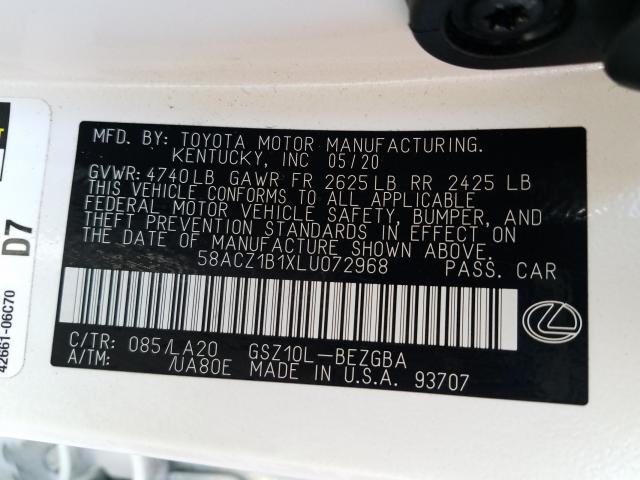 MFD. BY: TOYOTA MOTOR MANUFACTURING.
KENTUCKY, INC 05/20
GVWR: 4740LB GAWR FR 2625LB RR 2425 LB
THIS VEHICLE CONFORMS TO ALL APPLICABLE
FEDERAL MOTOR VEHICLE SAFETY, BUMPER, AND
THEFT PREVENTION STANDARDS IN EFFECT ON
THE DATE OF MANUFACTURE SHOWN ABOVE.
58ACZ1B1XLU072968 PASS. CAR
C/TR: 085/LA20 GSZ10L-BEZGBA
A/TM: /UA80E MADE IN U.S.A. 93707
D7
42661-06C70